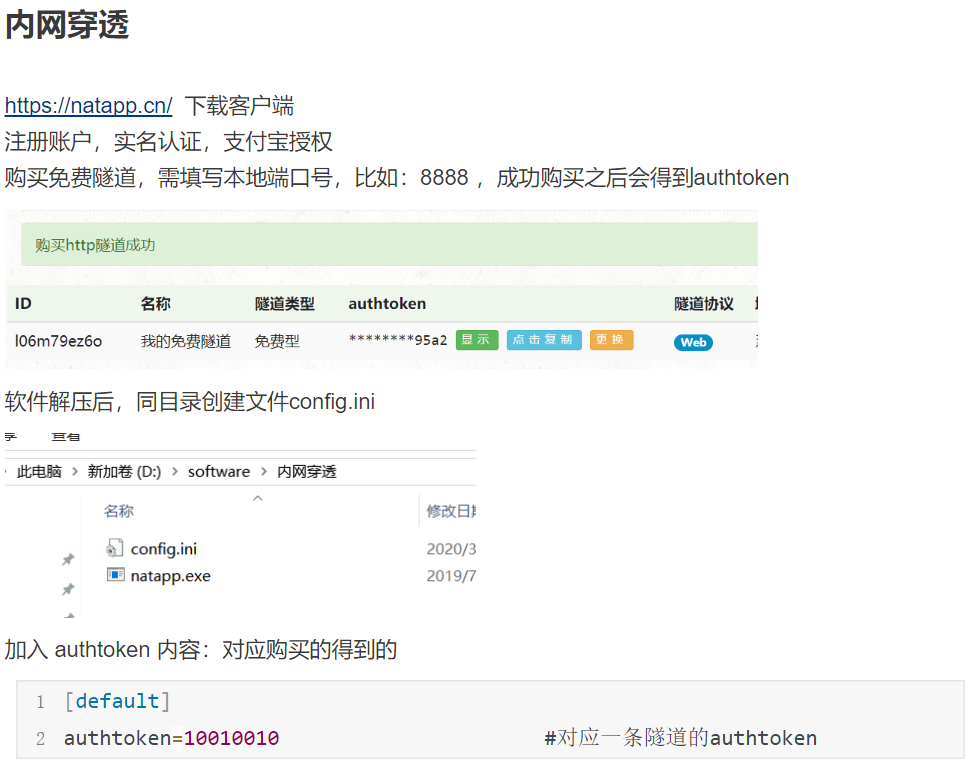 内网穿透
https://natapp.cn/ 下载客户端
注册账户，实名认证，支付宝授权
购买免费隧道，需填写本地端口号，比如：8888 ，成功购买之后会得到authtoken
购买http隧道成功
ID 名称 隧道类型 authtoken 隧道协议
l06m79ez6o 我的免费隧道 免费型 ********95a2 显示 点击复制 更换 Web
软件解压后，同目录创建文件config.ini
查看
此电脑 > 新加卷 (D:) > software > 内网穿透
名称 修改日期
config.ini 2020/3
natapp.exe 2019/7
加入 authtoken 内容：对应购买的得到的
1 [default]
2 authtoken=10010010 #对应一条隧道的authtoken